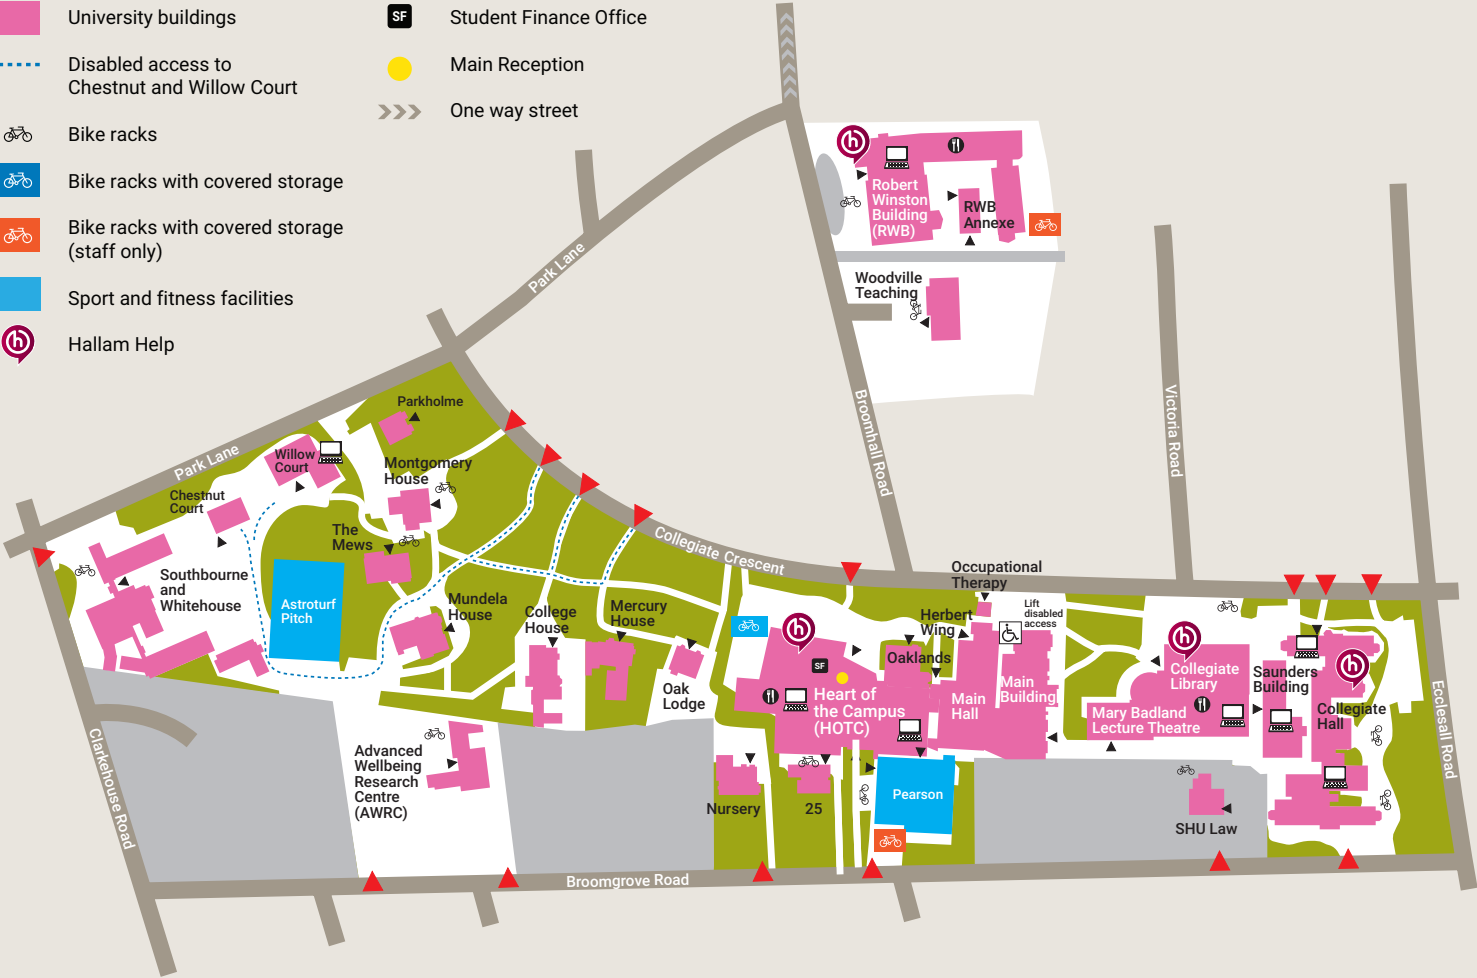 University buildings
Disabled access to
Chestnut and Willow Court
Bike racks
Bike racks with covered storage
Bike racks with covered storage
(staff only)
Sport and fitness facilities
h
Hallam Help
SF
Student Finance Office
Main Reception
One way street
h
Robert
Winston
Building
(RWB)
RWB
Annexe
Woodville
Teaching
Park Lane
Park Lane
Broomhall Road
Victoria Road
Ecclesall Road
Collegiate Crescent
Clarkehouse Road
Broomgrove Road
Parkholme
Willow
Court
Montgomery
House
Chestnut
Court
The
Mews
Southbourne
and
Whitehouse
Astroturf
Pitch
Mundela
House
College
House
Mercury
House
Oak
Lodge
Advanced
Wellbeing
Research
Centre
(AWRC)
h
SF
Heart of
the Campus
(HOTC)
Nursery
25
Pearson
Occupational
Therapy
Herbert
Wing
Lift
disabled
access
Oaklands
Main
Hall
Main
Building
h
Collegiate
Library
Mary Badland
Lecture Theatre
Saunders
Building
h
Collegiate
Hall
SHU Law